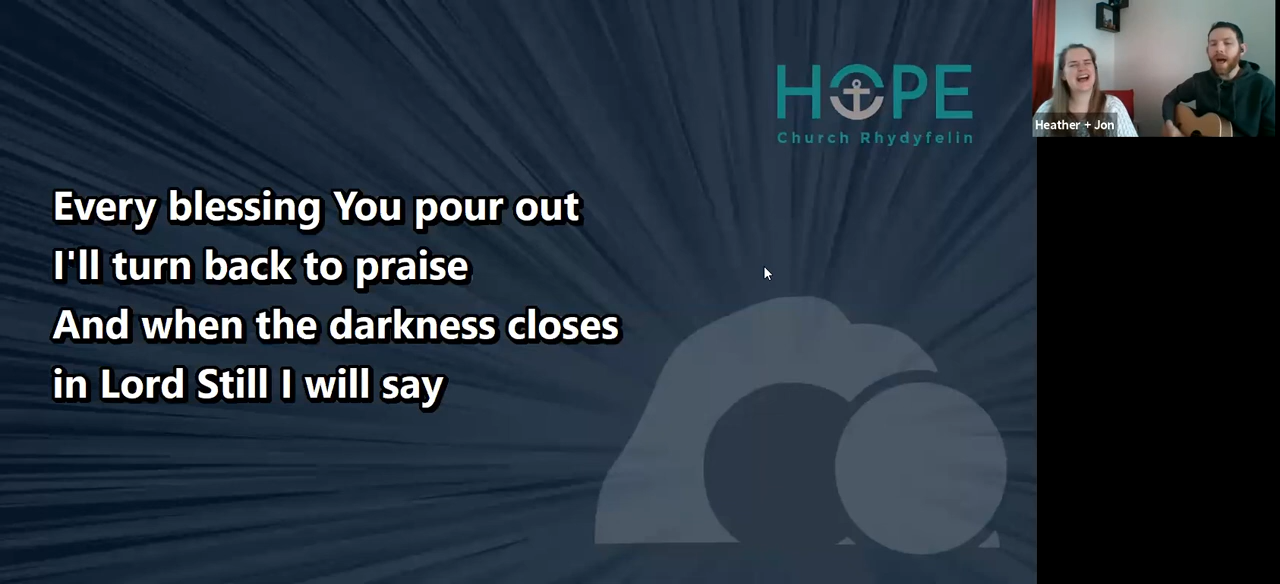 HOPE
Church Rhydyfelin
Heather + Jon
Every blessing You pour out
I'll turn back to praise
And when the darkness closes
in Lord Still I will say